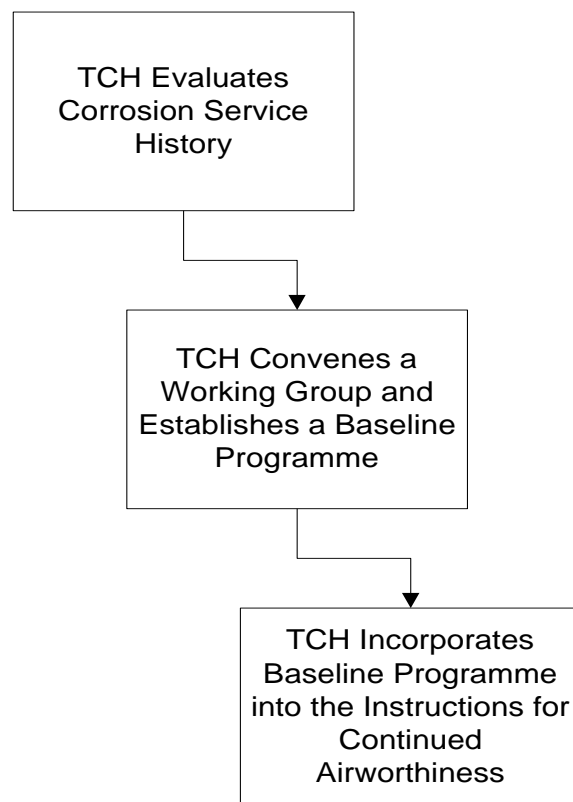 TCH Evaluates
Corrosion Service
History
TCH Convenes a
Working Group and
Establishes a Baseline
Programme
TCH Incorporates
Baseline Programme
into the Instructions for
Continued
Airworthiness